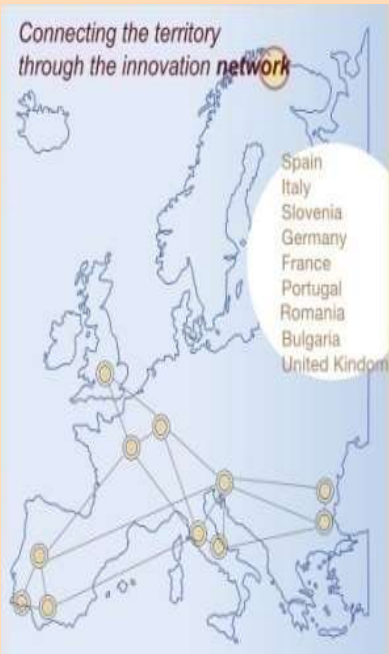 Connecting the territory
through the innovation network
Spain
Italy
Slovenia
Germany
France
Portugal
Romania
Bulgaria
United Kindom